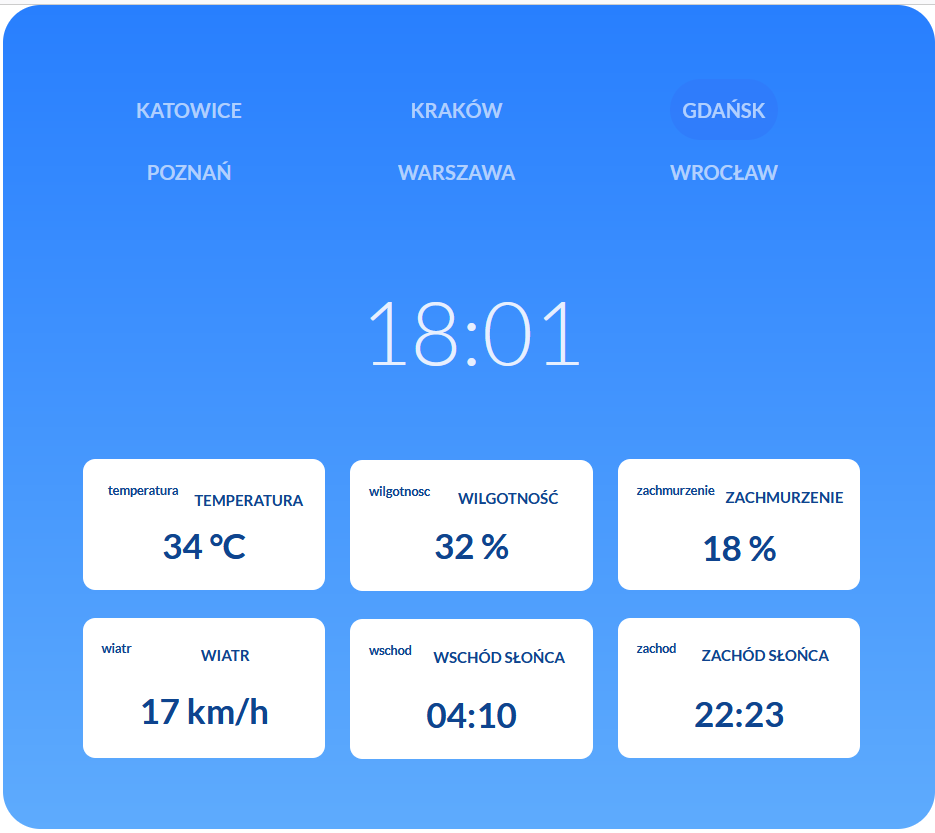 KATOWICE KRAKÓW GDAŃSK
POZNAŃ WARSZAWA WROCŁAW
18:01
temperatura TEMPERATURA
34 °C
wilgotnosc WILGOTNOŚĆ
32 %
zachmurzenie ZACHMURZENIE
18 %
wiatr WIATR
17 km/h
wschod WSCHÓD SŁOŃCA
04:10
zachod ZACHÓD SŁOŃCA
22:23